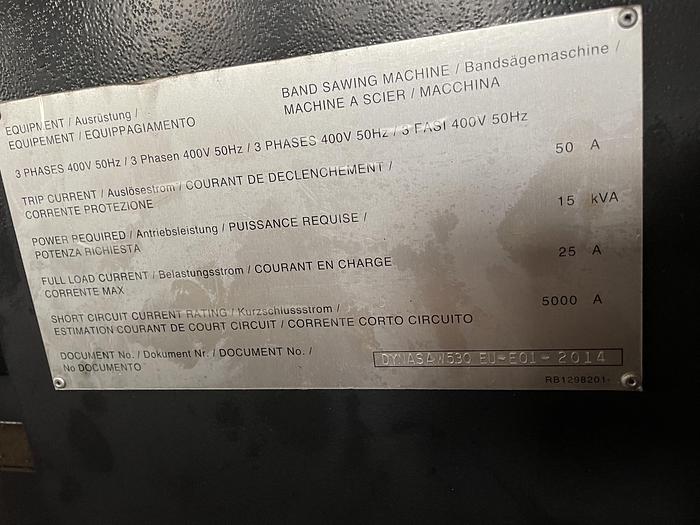 EQUIPMENT / Ausrüstung /
EQUIPEMENT / EQUIPPAGIAMENTO
BAND SAWING MACHINE / Bandsägemaschine /
MACHINE A SCIER / MACCHINA
3 PHASES 400V 50Hz / 3 Phasen 400V 50Hz / 3 PHASES 400V 50Hz / 3 FASI 400V 50Hz
TRIP CURRENT / Auslösestrom / COURANT DE DECLENCHEMENT /
CORRENTE PROTEZIONE
50 A
POWER REQUIRED / Antriebsleistung / PUISSANCE REQUISE /
POTENZA RICHIESTA
15 kVA
FULL LOAD CURRENT / Belastungsstrom / COURANT EN CHARGE
CORRENTE MAX
25 A
SHORT CIRCUIT CURRENT RATING / Kurzschlussstrom /
ESTIMATION COURANT DE COURT CIRCUIT / CORRENTE CORTO CIRCUITO
5000 A
DOCUMENT No. / Dokument Nr. / DOCUMENT No. /
No DOCUMENTO
DYNASAW530 EU-E01-2014
RB1298201-